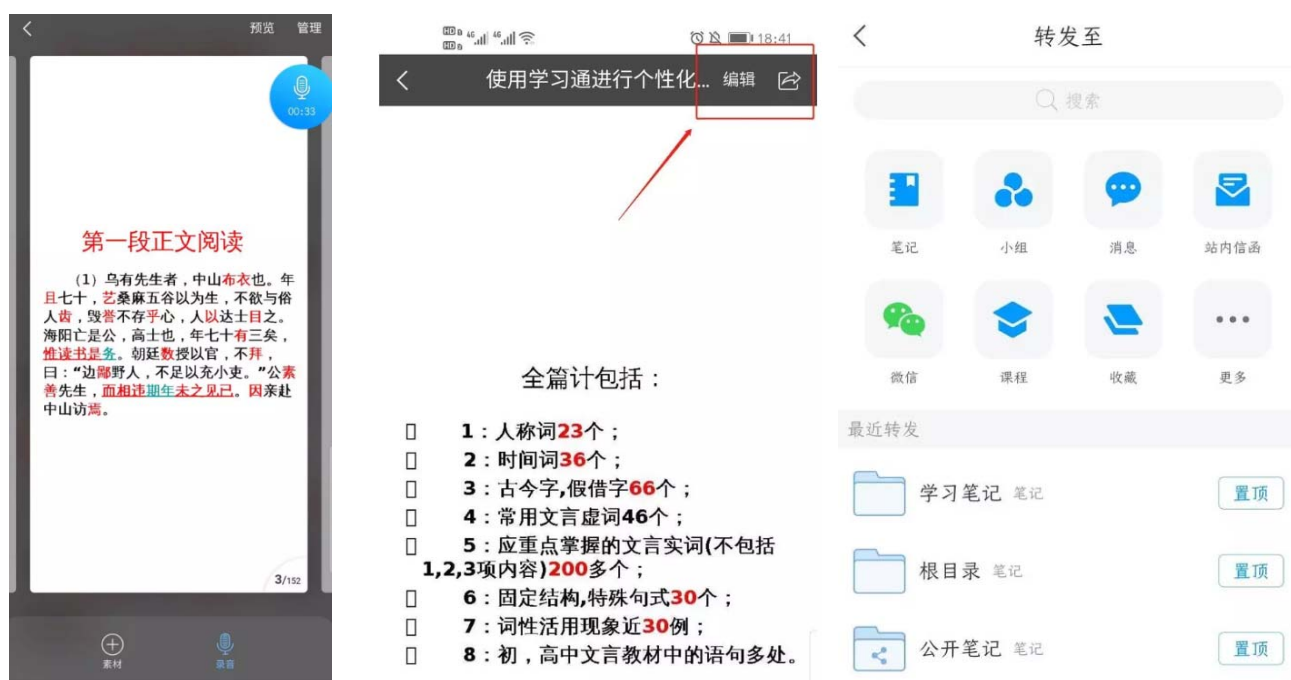 预览 管理
00:33
第一段正文阅读
（1）乌有先生者，中山布衣也。年
且七十，艺桑麻五谷以为生，不欲与俗
人齿，毁誉不存乎心，人以达士目之。
海阳亡是公，高士也，年七十有三矣，
惟读书是务。朝廷数授以官，不拜，
曰：“边鄙野人，不足以充小吏。”公素
善先生，而相违期年未之见已。因亲赴
中山访焉。
3/152
素材 录音
HD 46 46 18:41
使用学习通进行个性化... 编辑
全篇计包括：
1：人称词23个；
2：时间词36个；
3：古今字,假借字66个；
4：常用文言虚词46个；
5：应重点掌握的文言实词(不包括
1,2,3项内容)200多个；
6：固定结构,特殊句式30个；
7：词性活用现象近30例；
8：初，高中文言教材中的语句多处。
转发至
搜索
笔记 小组 消息 站内信函
微信 课程 收藏 更多
最近转发
学习笔记 笔记 置顶
根目录 笔记 置顶
公开笔记 笔记 置顶